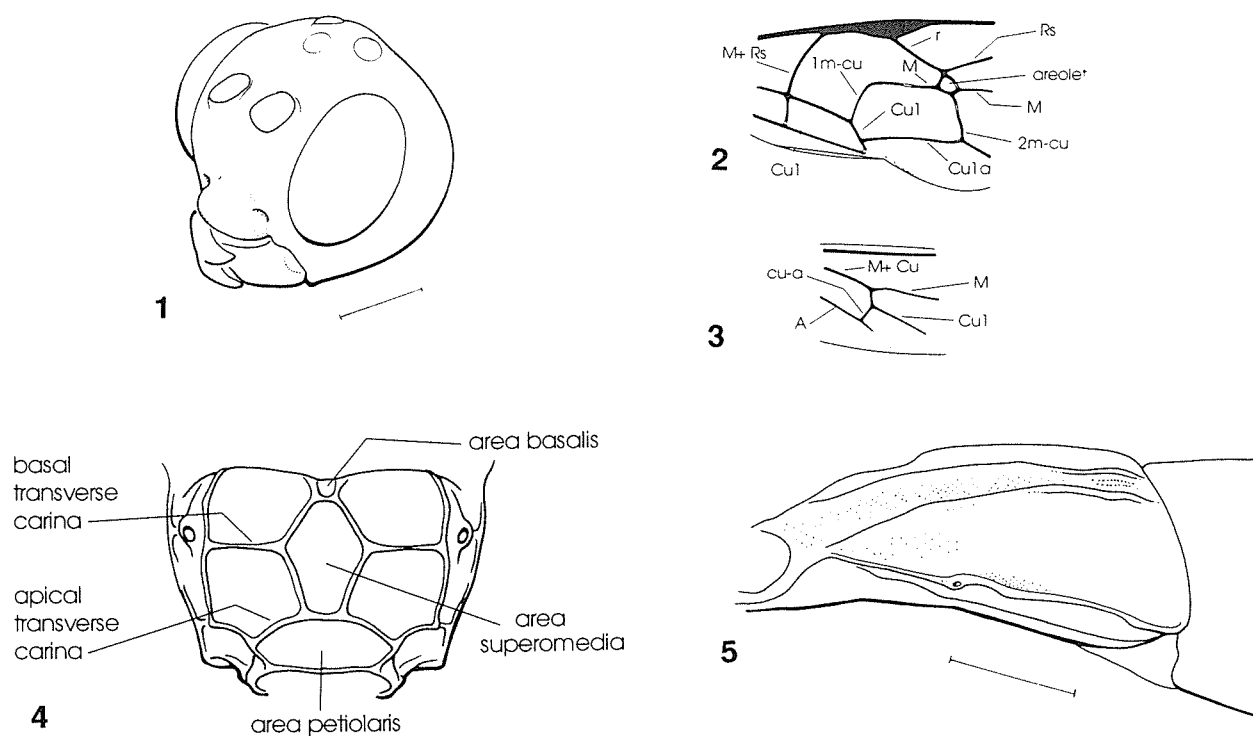 1
M+ Rs
1m-cu
M
r
Rs
areolet
M
Cu1
2m-cu
Cu1
Cu1a
2
M+ Cu
cu-a
M
A
Cu1
3
area basalis
basal
transverse
carina
apical
transverse
carina
area
superomedia
area petiolaris
4
5